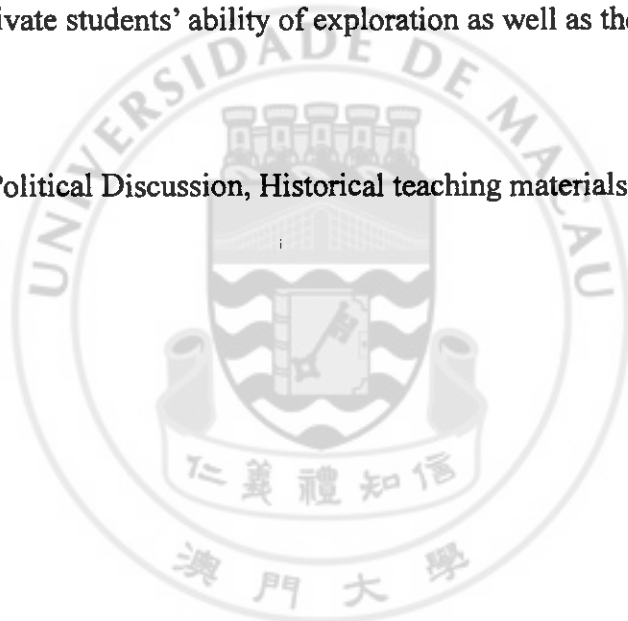 ivate students’ ability of exploration as well as the
UNIVERSIDADE DE MACAU
Political Discussion, Historical teaching materials
i
仁義禮知信
澳門大學